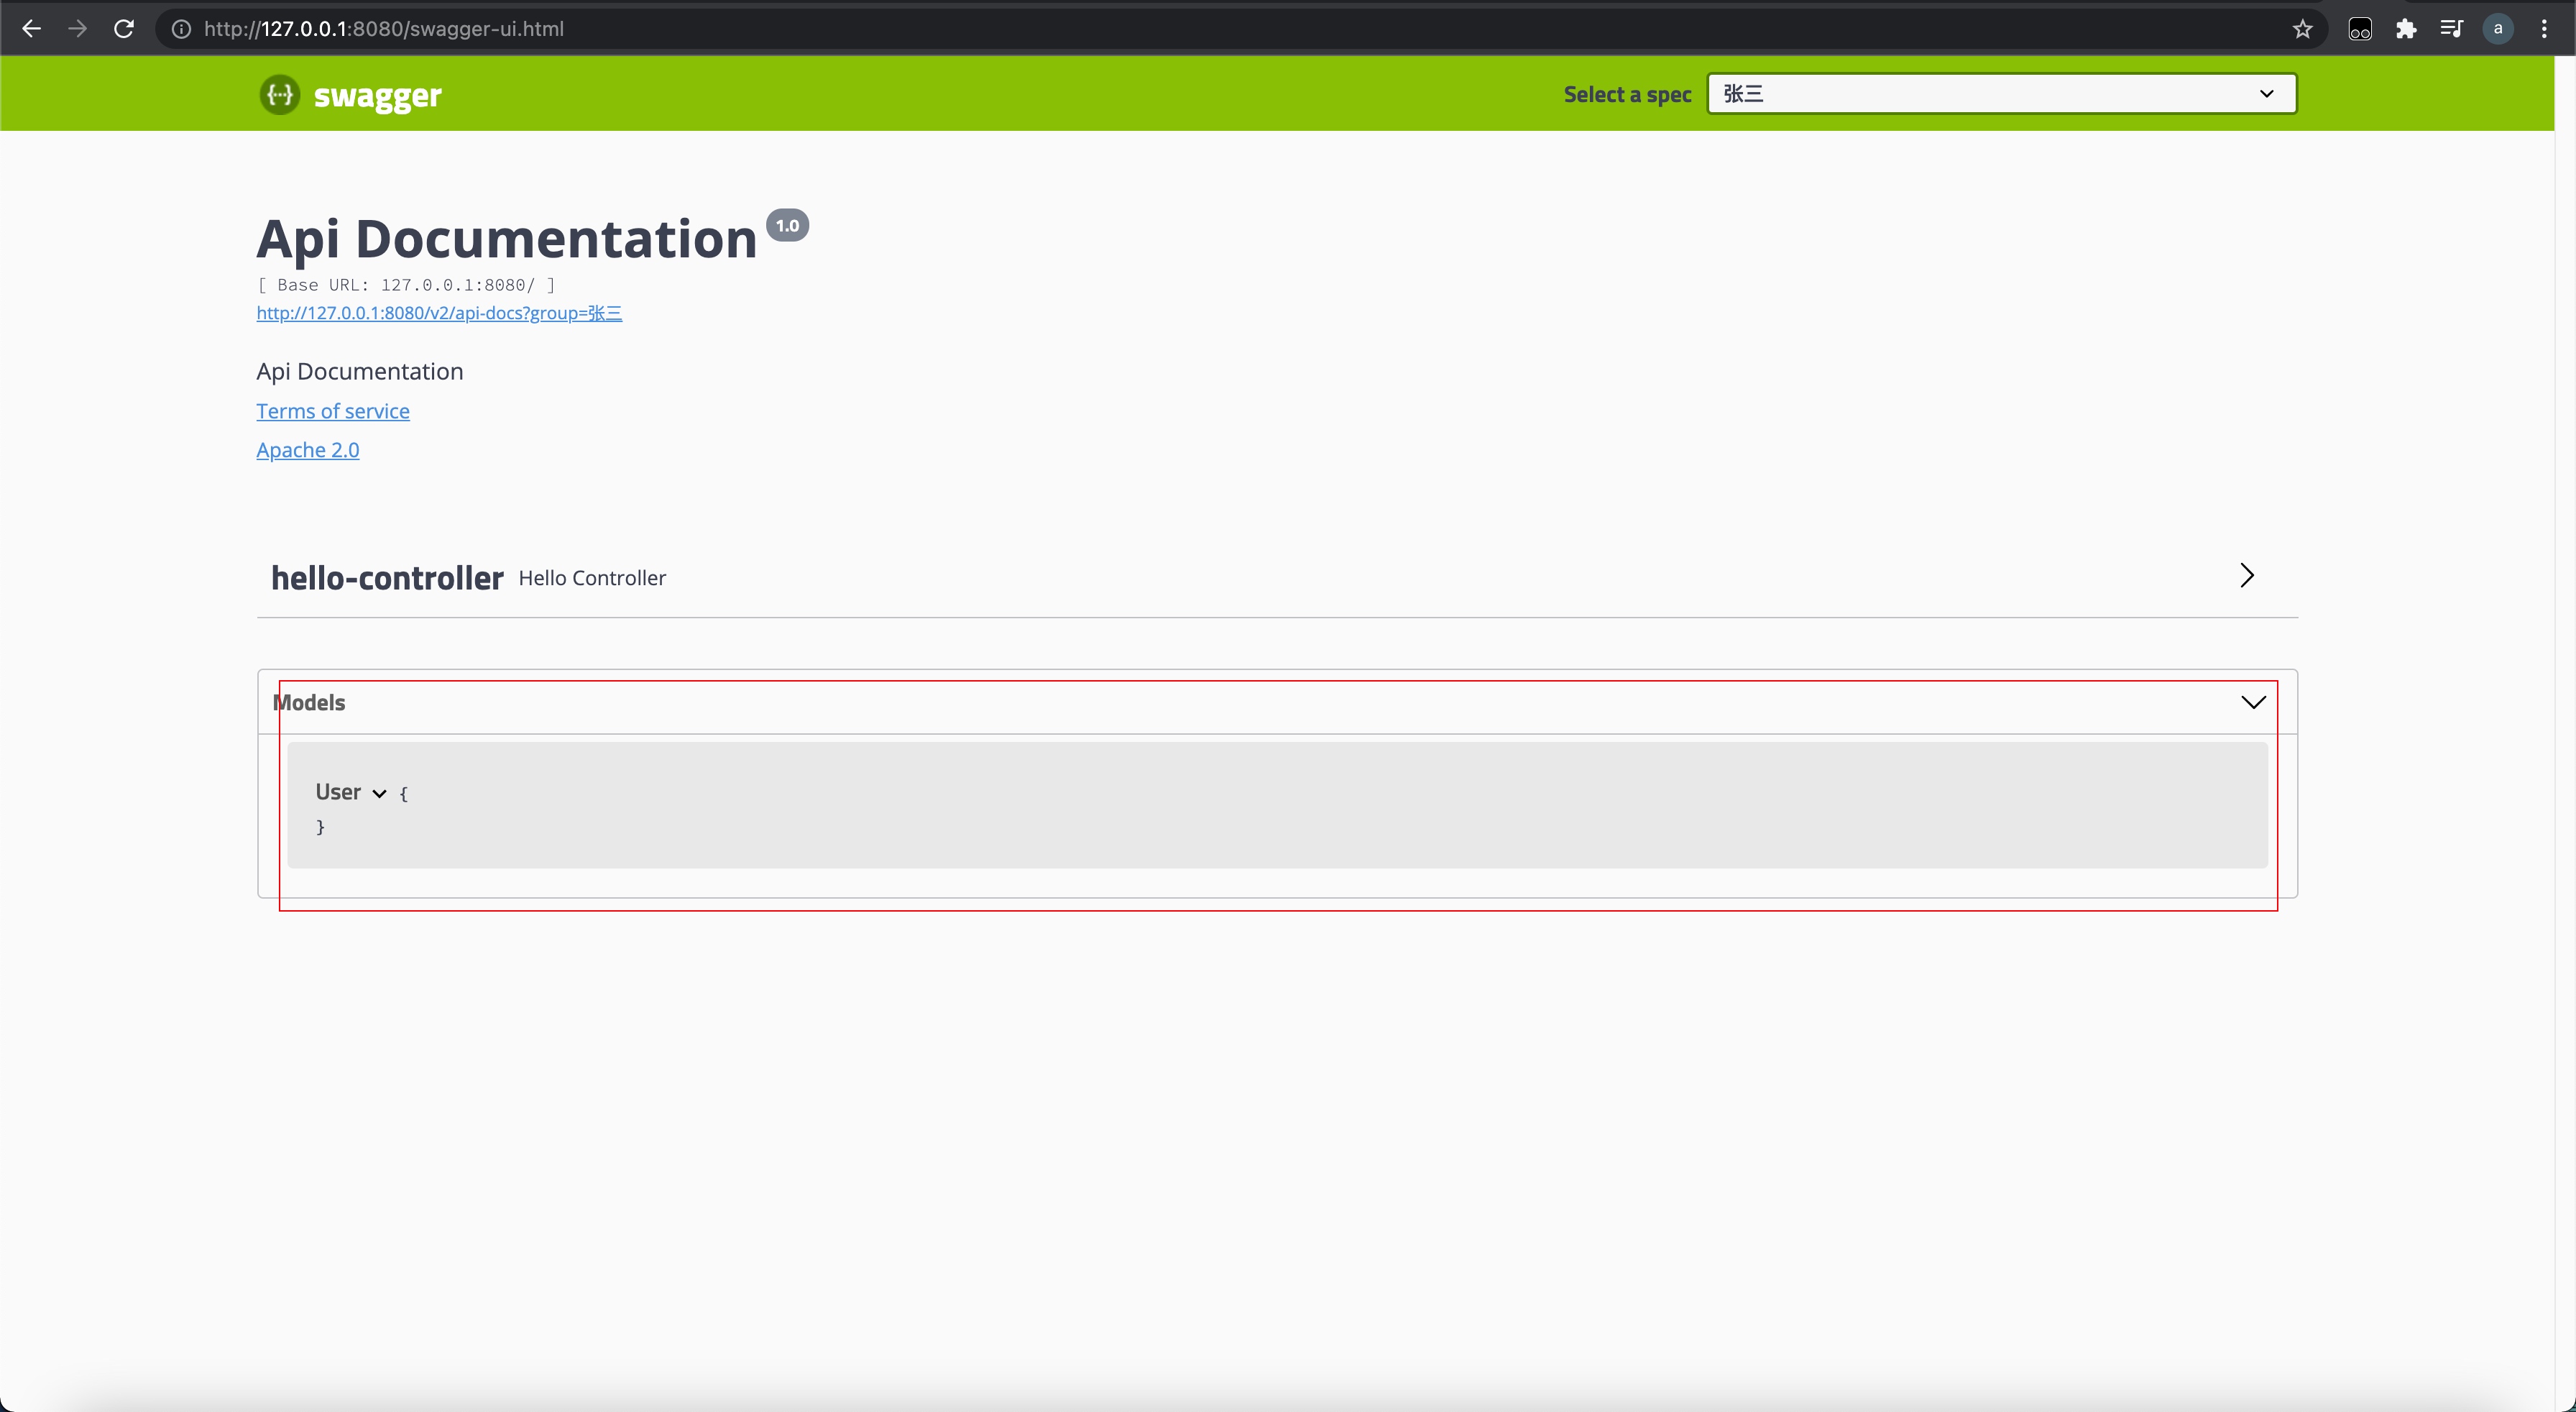 http://127.0.0.1:8080/swagger-ui.html
a
{···} swagger
Select a spec
张三
Api Documentation 1.0
[ Base URL: 127.0.0.1:8080/ ]
http://127.0.0.1:8080/v2/api-docs?group=张三
Api Documentation
Terms of service
Apache 2.0
hello-controller Hello Controller
Models
User {
}